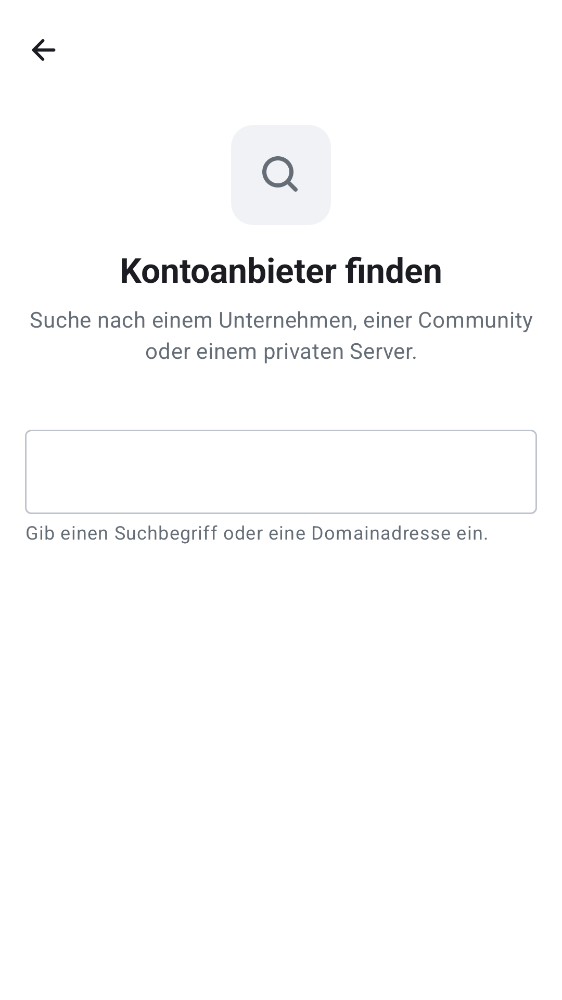 Kontoanbieter finden
Suche nach einem Unternehmen, einer Community
oder einem privaten Server.
Gib einen Suchbegriff oder eine Domainadresse ein.